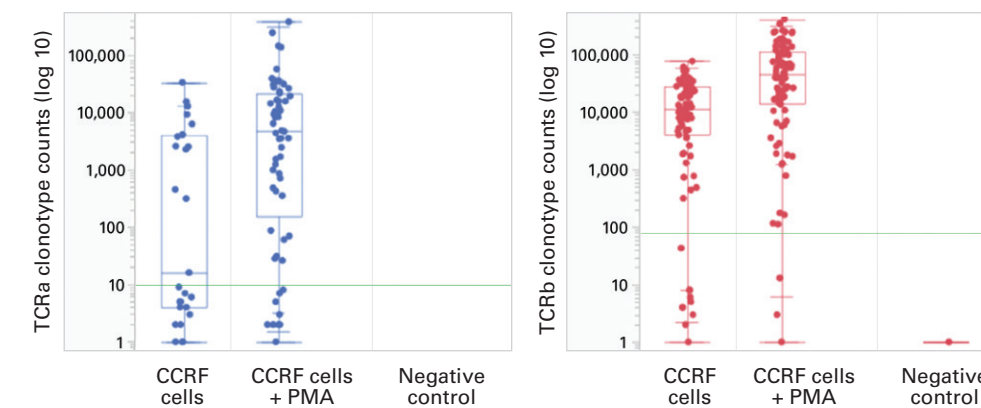 TCRa clonotype counts (log 10)
100,000
10,000
1,000
100
10
1
CCRF
cells
CCRF cells
+ PMA
Negative
control
TCRb clonotype counts (log 10)
100,000
10,000
1,000
100
10
1
CCRF
cells
CCRF cells
+ PMA
Negative
control